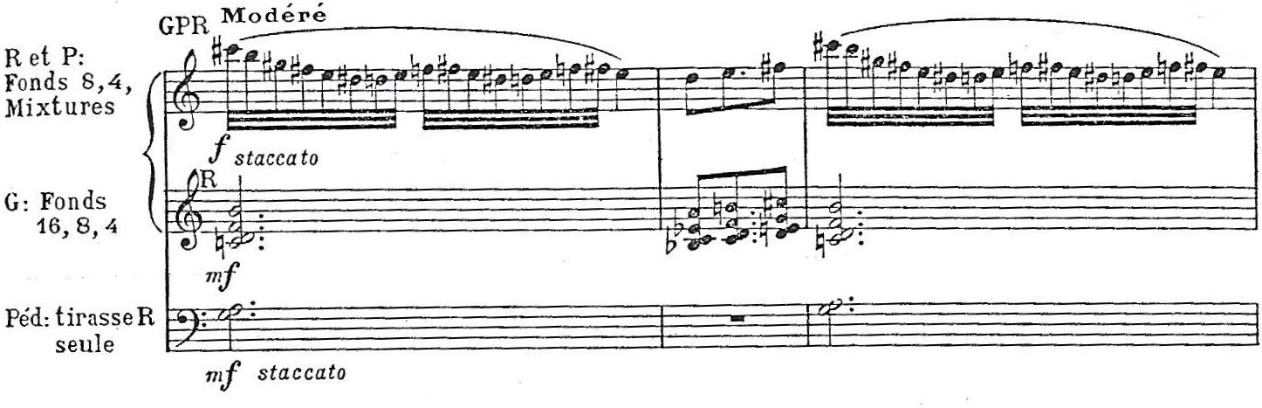 GPR Modéré
R et P:
Fonds 8,4,
Mixtures
f staccato
R
G: Fonds
16, 8, 4
mf
Péd: tirasse R
seule
mf staccato